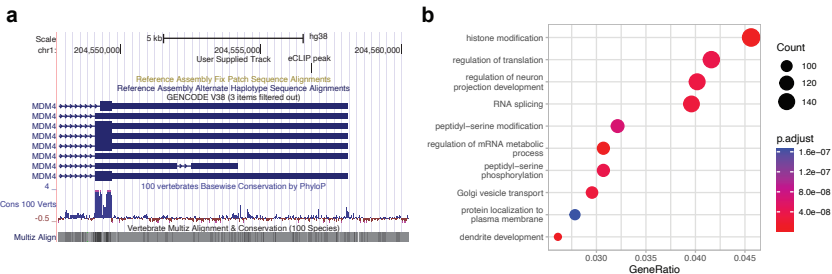 a
Scale
5 kb
hg38
chr1:
204,550,000
204,555,000
204,560,000
User Supplied Track
eCLIP peak
Reference Assembly Fix Patch Sequence Alignments
Reference Assembly Alternate Haplotype Sequence Alignments
GENCODE V38 (3 items filtered out)
MDM4
MDM4
MDM4
MDM4
MDM4
MDM4
MDM4
MDM4
4
100 vertebrates Basewise Conservation by PhyloP
Cons 100 Verts
-0.5
Vertebrate Multiz Alignment & Conservation (100 Species)
Multiz Align
b
histone modification
regulation of translation
regulation of neuron
projection development
RNA splicing
peptidyl−serine modification
regulation of mRNA metabolic
process
peptidyl−serine
phosphorylation
Golgi vesicle transport
protein localization to
plasma membrane
dendrite development
0.030
0.035
0.040
0.045
GeneRatio
Count
100
120
140
p.adjust
1.6e−07
1.2e−07
8.0e−08
4.0e−08